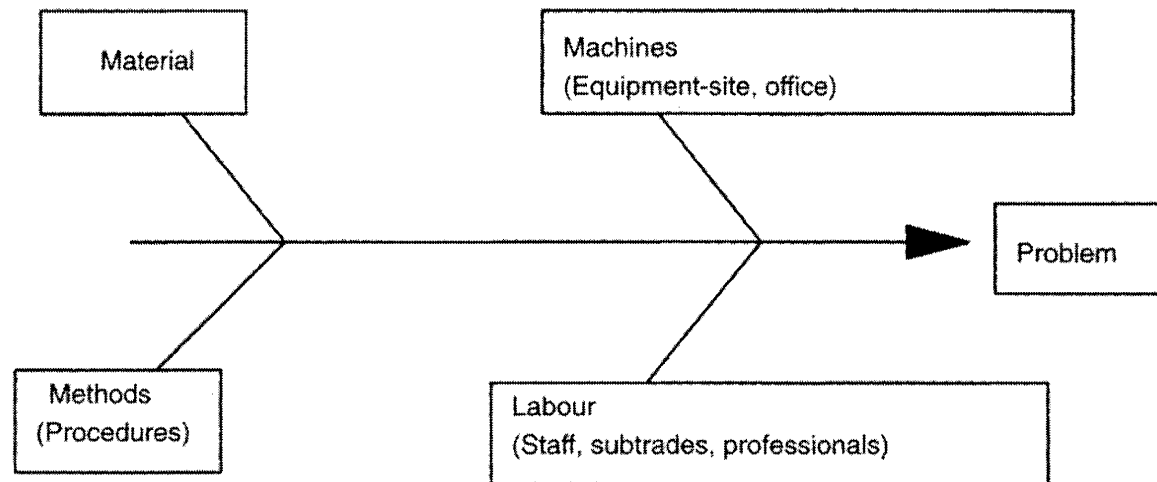 Material
Machines
(Equipment-site, office)
Problem
Methods
(Procedures)
Labour
(Staff, subtrades, professionals)